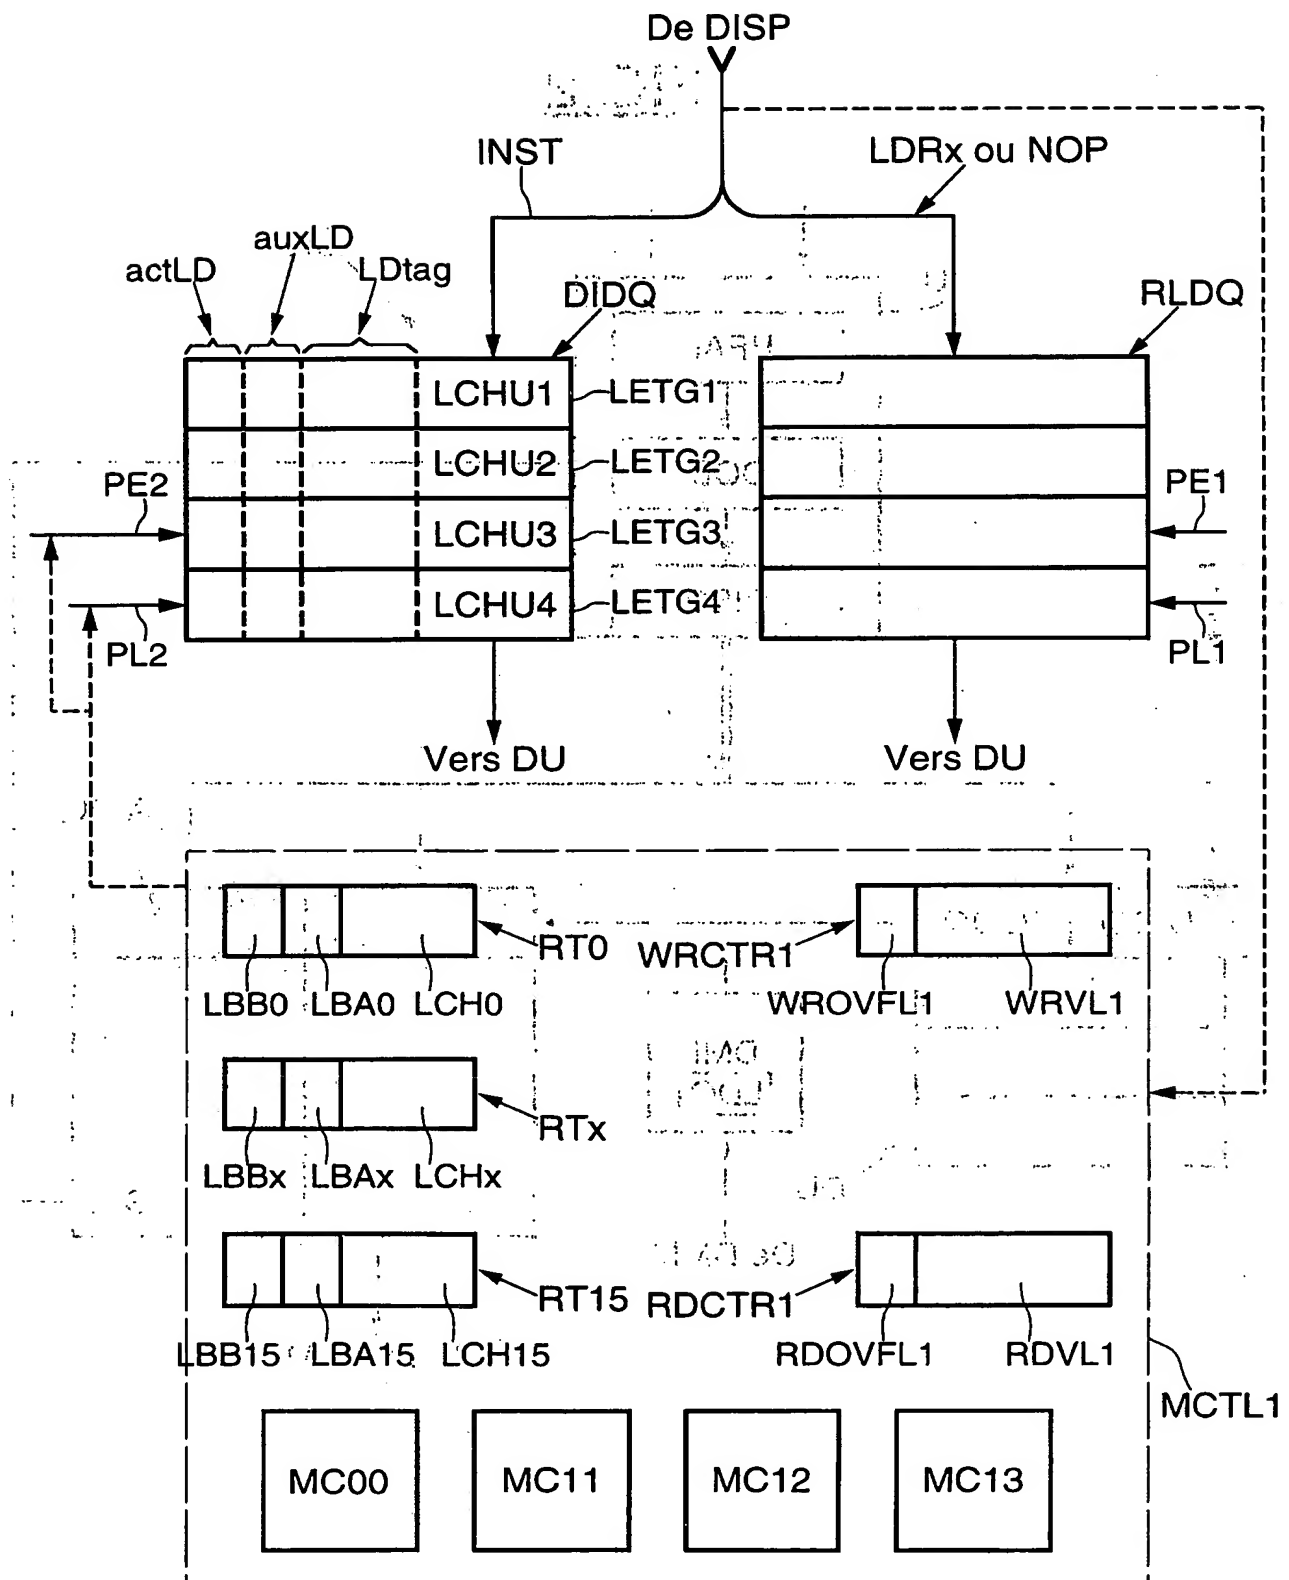 De DISP
INST
LDRx ou NOP
auxLD
actLD
LDtag
DIDQ
RLDQ
LCHU1
LETG1
LCHU2
LETG2
PE2
PE1
LCHU3
LETG3
LCHU4
LETG4
PL2
PL1
Vers DU
Vers DU
RT0
WRCTR1
LBB0
LBA0
LCH0
WROVFL1
WRVL1
RTx
LBBx
LBAx
LCHx
RT15
RDCTR1
LBB15
LBA15
LCH15
RDOVFL1
RDVL1
MCTL1
MC00
MC11
MC12
MC13